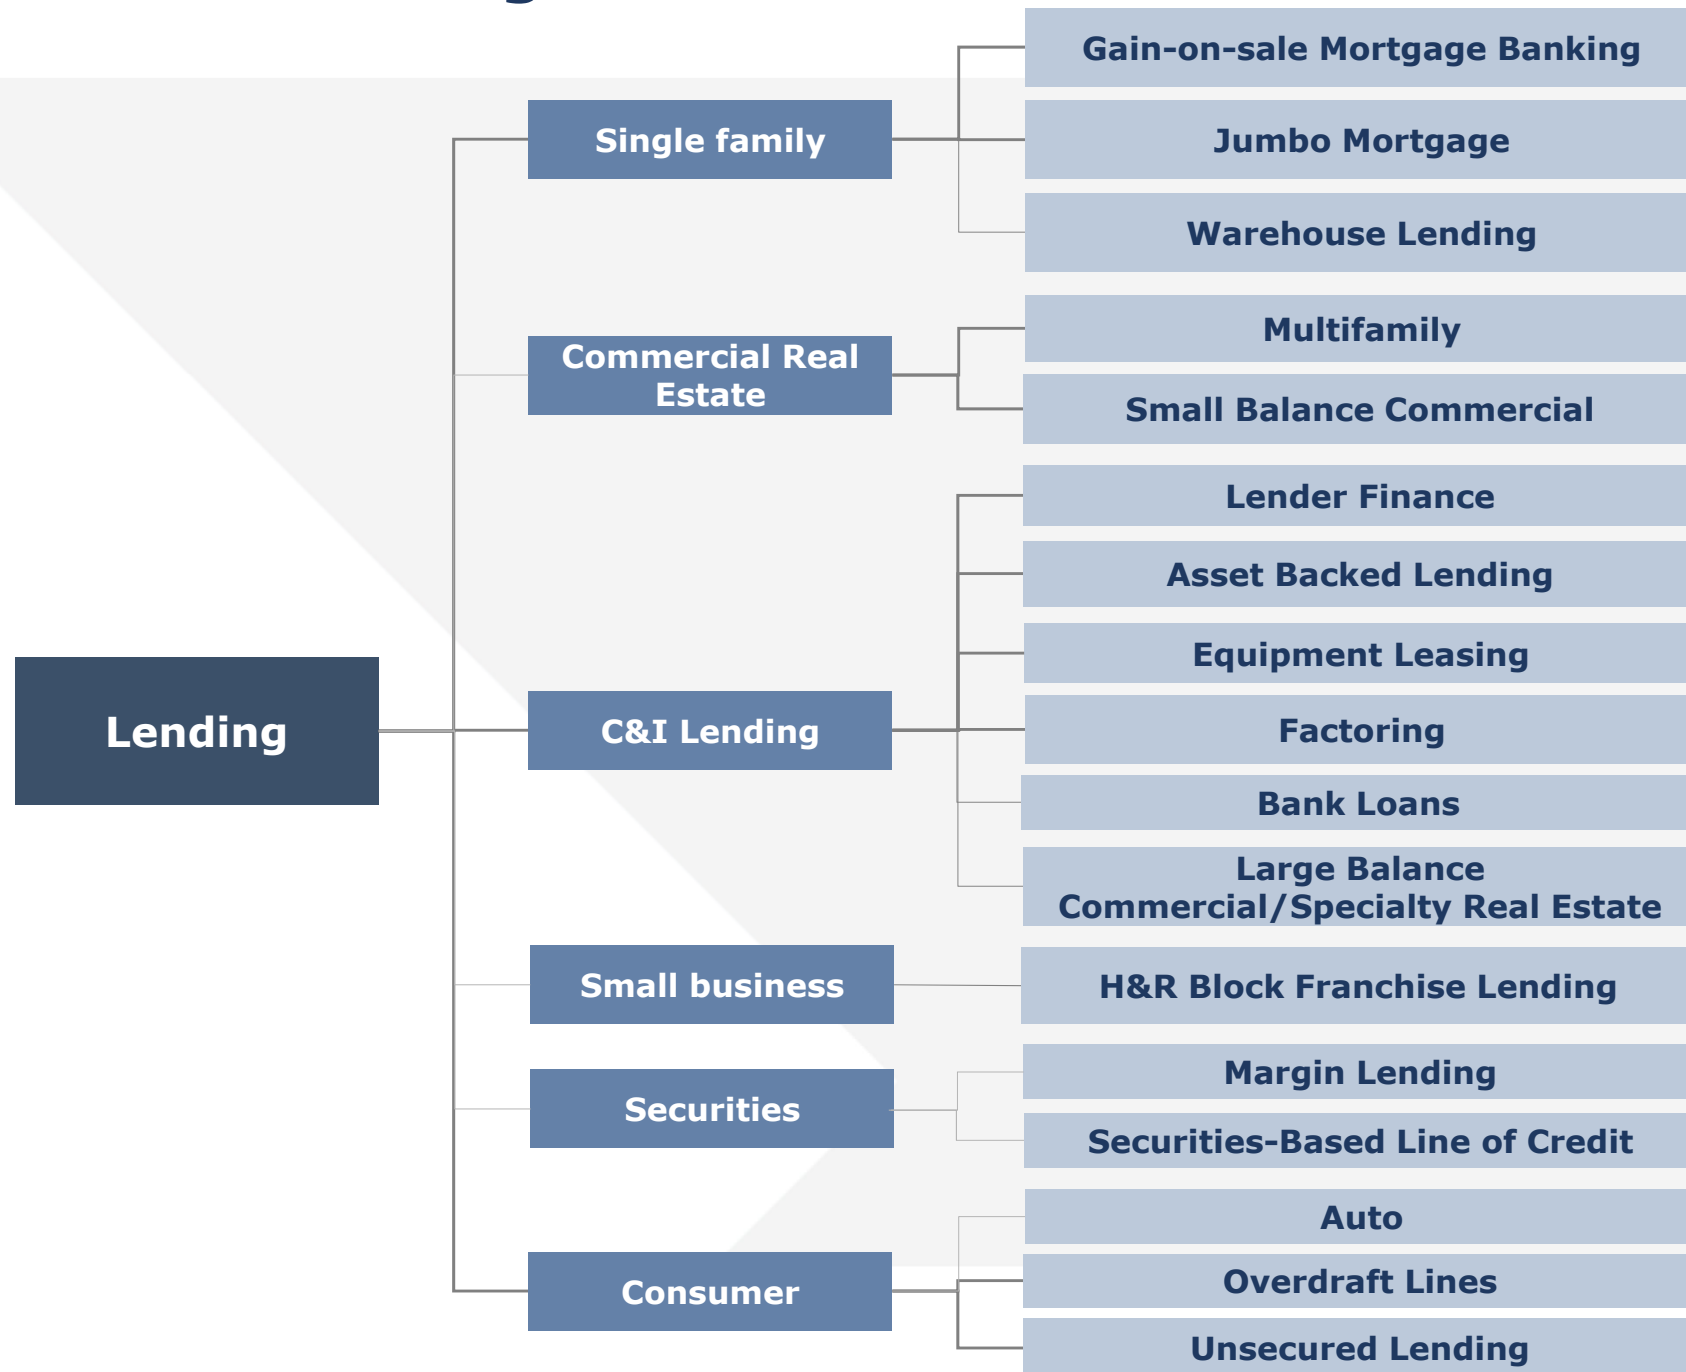 Gain-on-sale Mortgage Banking
Single family
Jumbo Mortgage
Warehouse Lending
Multifamily
Commercial Real
Estate
Small Balance Commercial
Lender Finance
Asset Backed Lending
Equipment Leasing
Lending
C&I Lending
Factoring
Bank Loans
Large Balance
Commercial/Specialty Real Estate
Small business
H&R Block Franchise Lending
Margin Lending
Securities
Securities-Based Line of Credit
Auto
Overdraft Lines
Consumer
Unsecured Lending